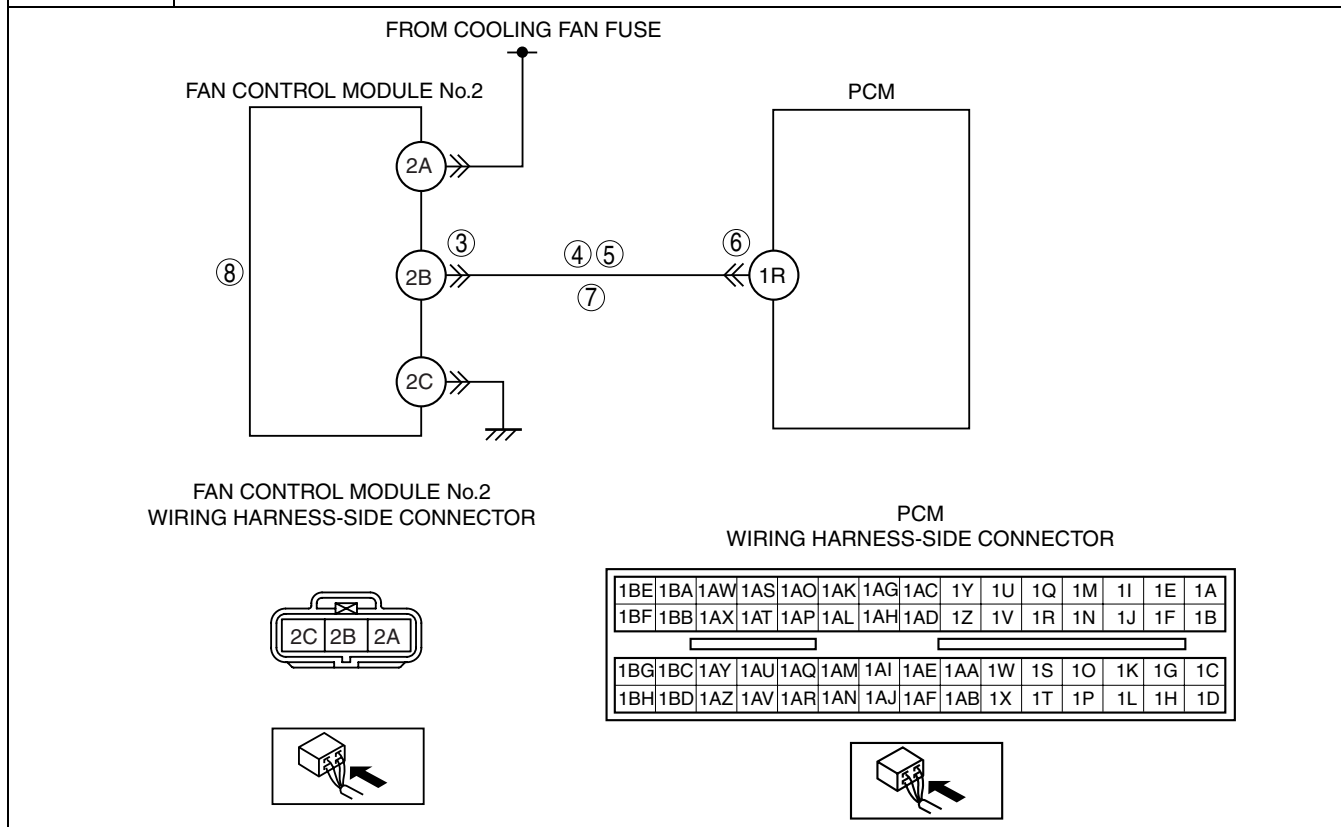 FROM COOLING FAN FUSE
FAN CONTROL MODULE No.2
PCM
2A
③
④⑤
⑥
⑧
2B
1R
⑦
2C
FAN CONTROL MODULE No.2
WIRING HARNESS-SIDE CONNECTOR
PCM
WIRING HARNESS-SIDE CONNECTOR
2C 2B 2A
1BE 1BA 1AW 1AS 1AO 1AK 1AG 1AC 1Y 1U 1Q 1M 1I 1E 1A
1BF 1BB 1AX 1AT 1AP 1AL 1AH 1AD 1Z 1V 1R 1N 1J 1F 1B
1BG 1BC 1AY 1AU 1AQ 1AM 1AI 1AE 1AA 1W 1S 1O 1K 1G 1C
1BH 1BD 1AZ 1AV 1AR 1AN 1AJ 1AF 1AB 1X 1T 1P 1L 1H 1D